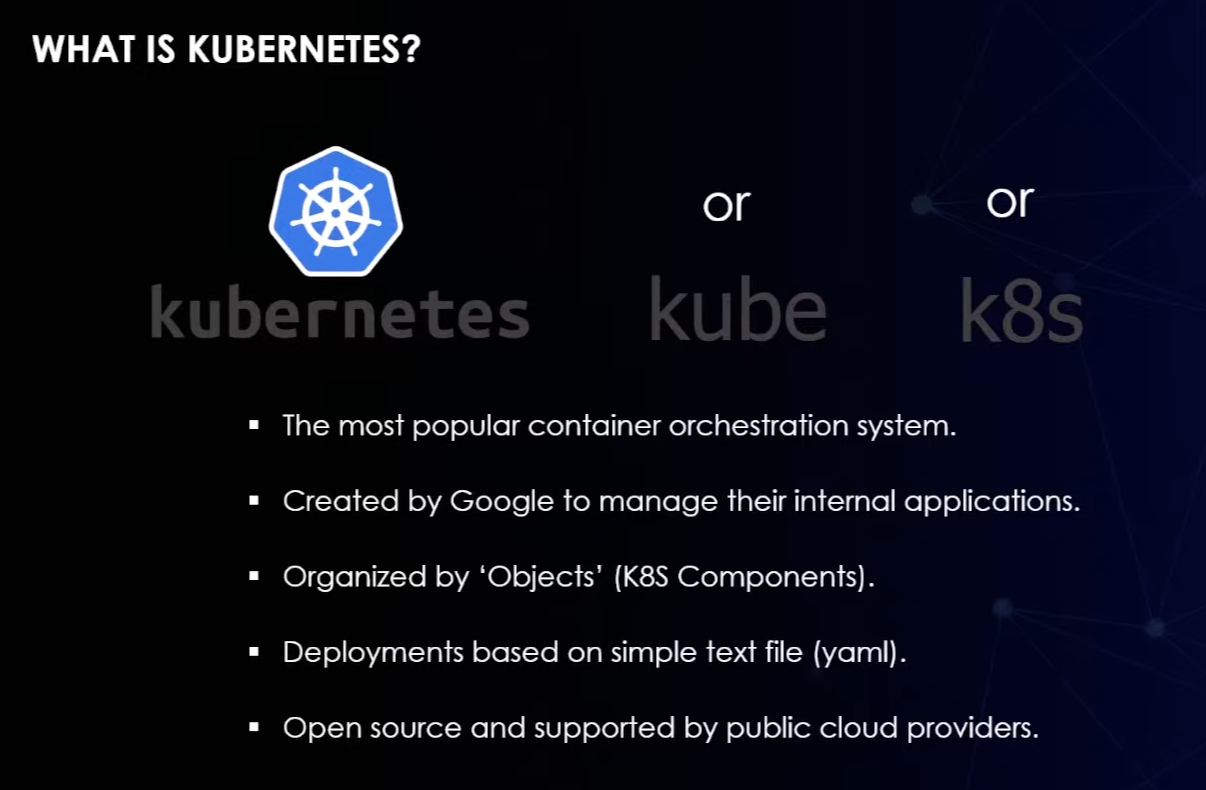 WHAT IS KUBERNETES?
or
or
kubernetes
kube
k8s
▪ The most popular container orchestration system.
▪ Created by Google to manage their internal applications.
▪ Organized by ‘Objects’ (K8S Components).
▪ Deployments based on simple text file (yaml).
▪ Open source and supported by public cloud providers.